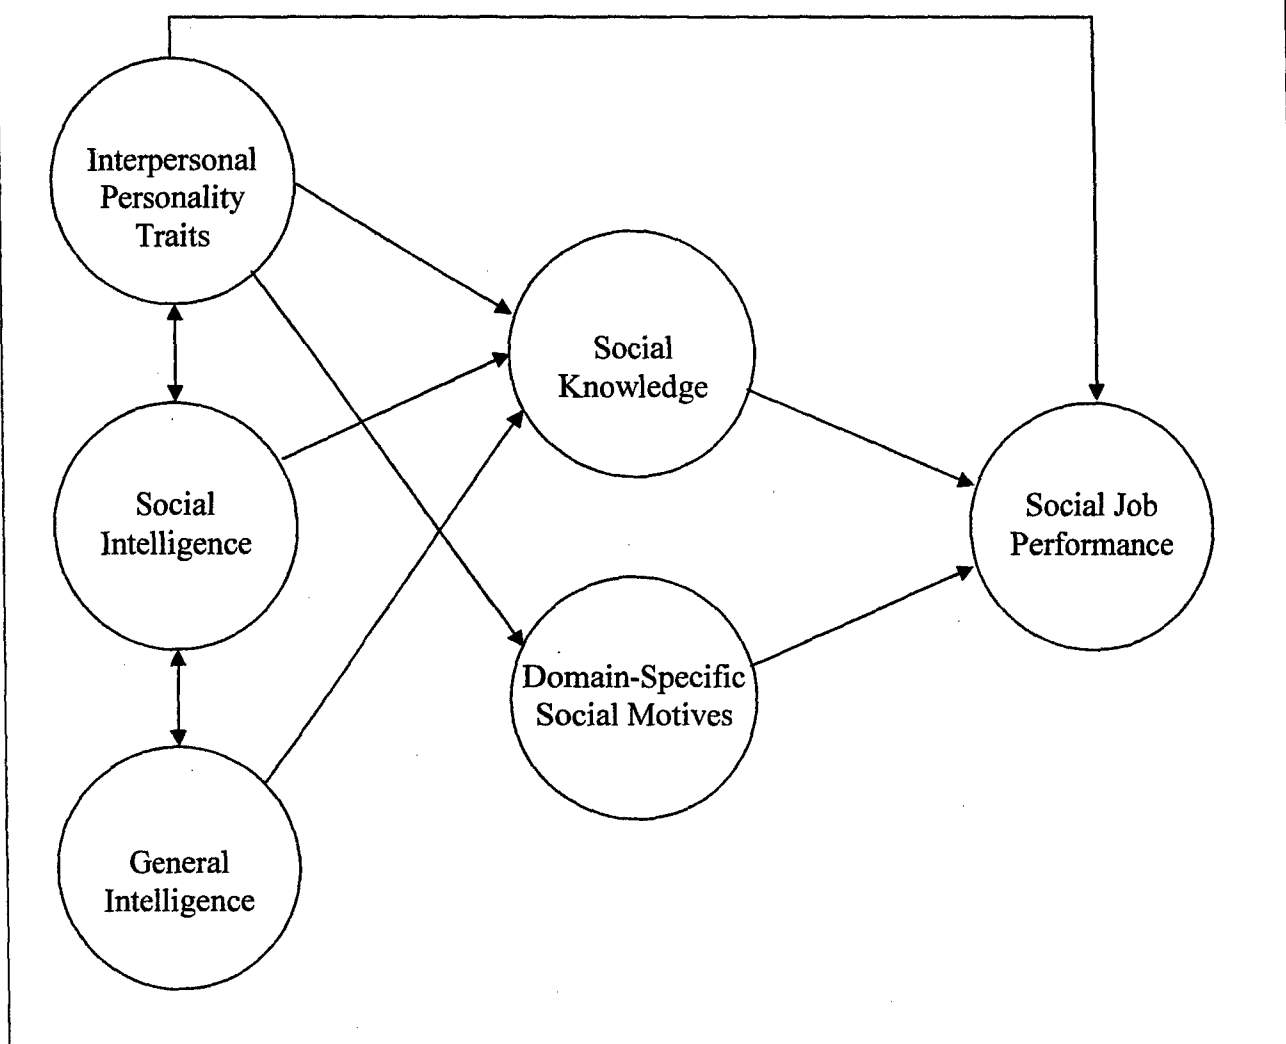 Interpersonal
Personality
Traits
Social
Knowledge
Social
Intelligence
Social Job
Performance
Domain-Specific
Social Motives
General
Intelligence